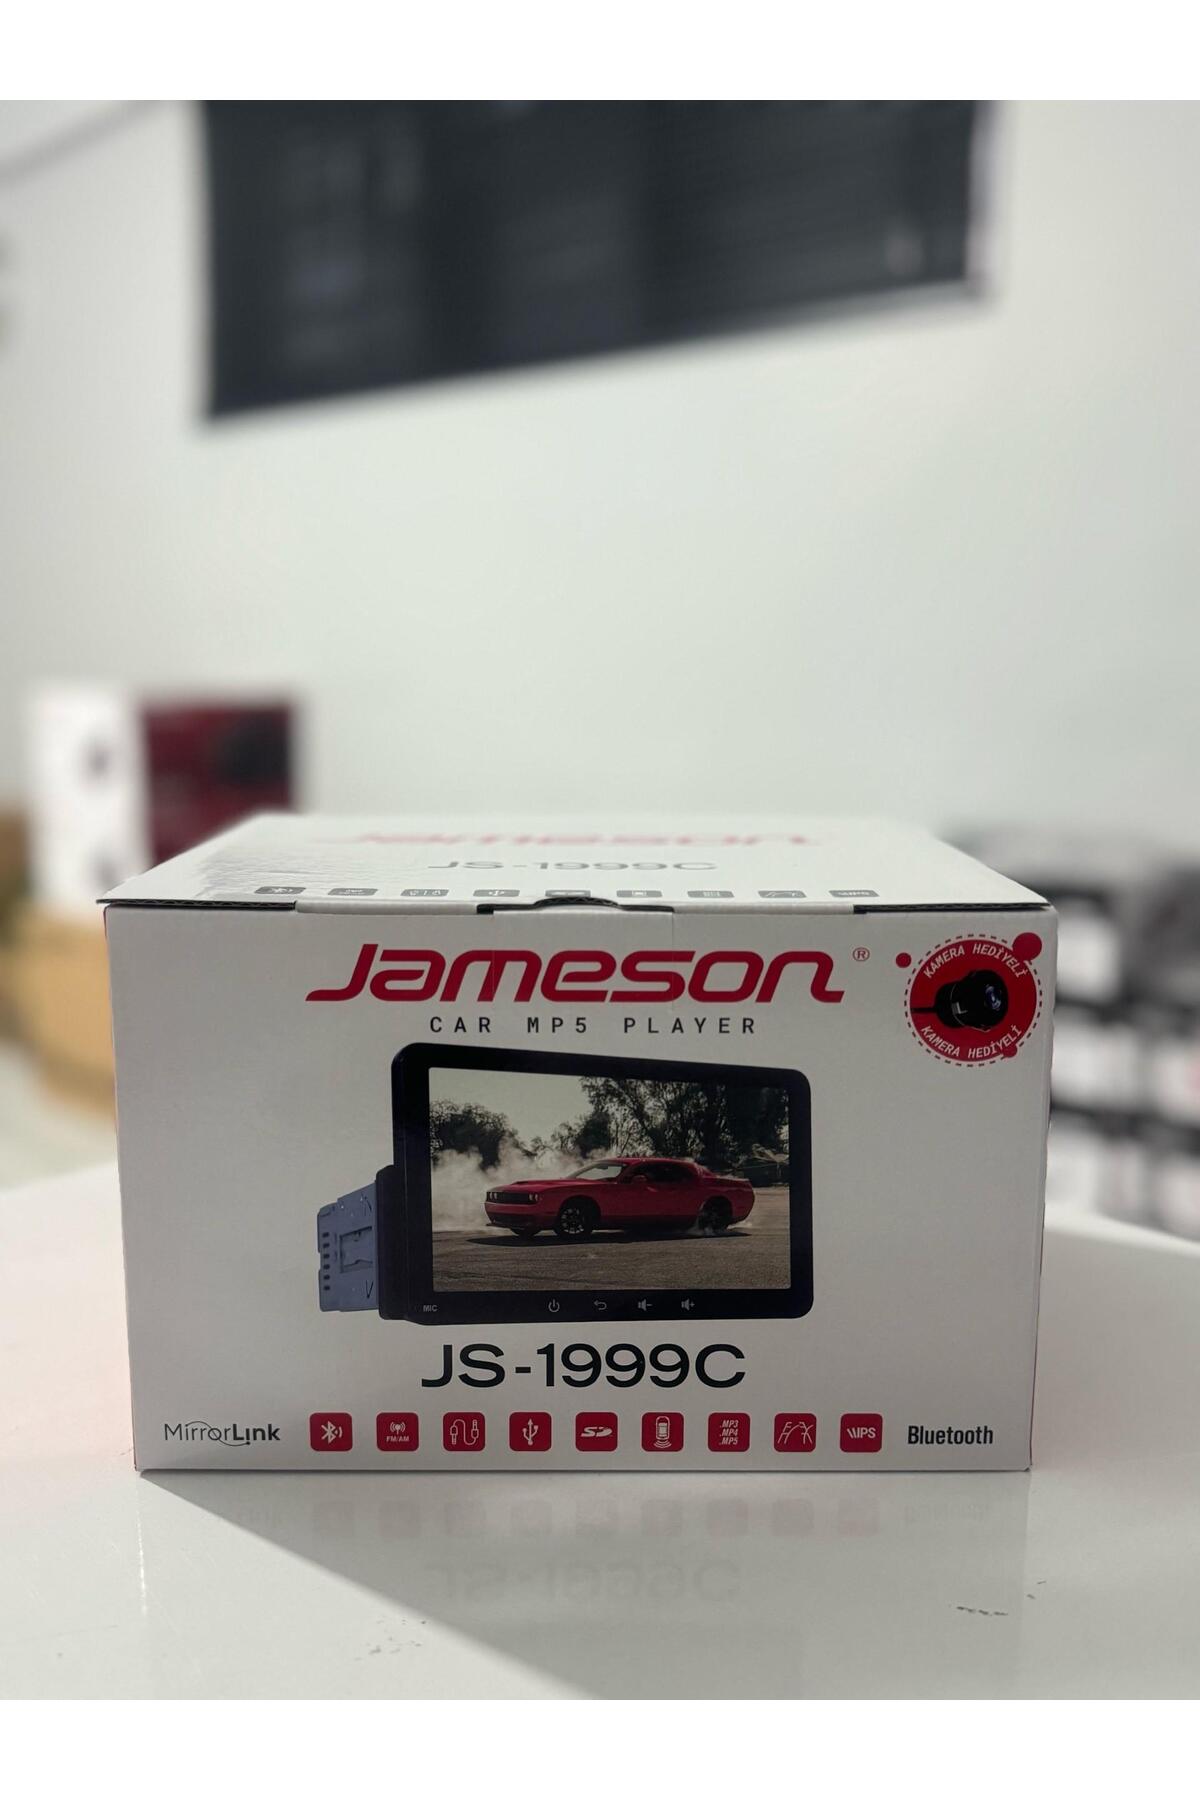 Jameson
JS-1999C
Jameson®
CAR MP5 PLAYER
KAMERA HEDİYELİ
KAMERA HEDİYELİ
MIC
JS-1999C
MirrorLink
FM/AM
SD
.MP3
.MP4
.MP5
IPS
Bluetooth